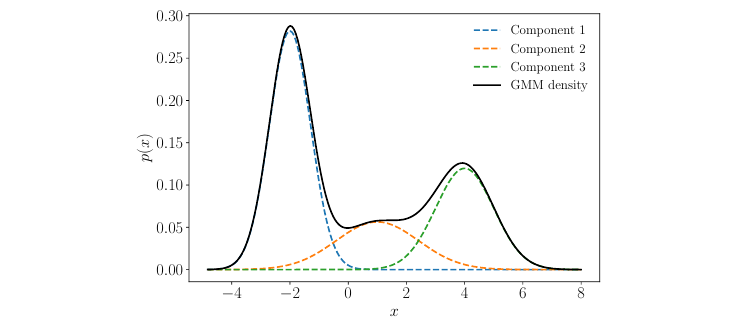 0.30
0.25
0.20
0.15
0.10
0.05
0.00
p(x)
Component 1
Component 2
Component 3
GMM density
−4 −2 0 2 4 6 8
x